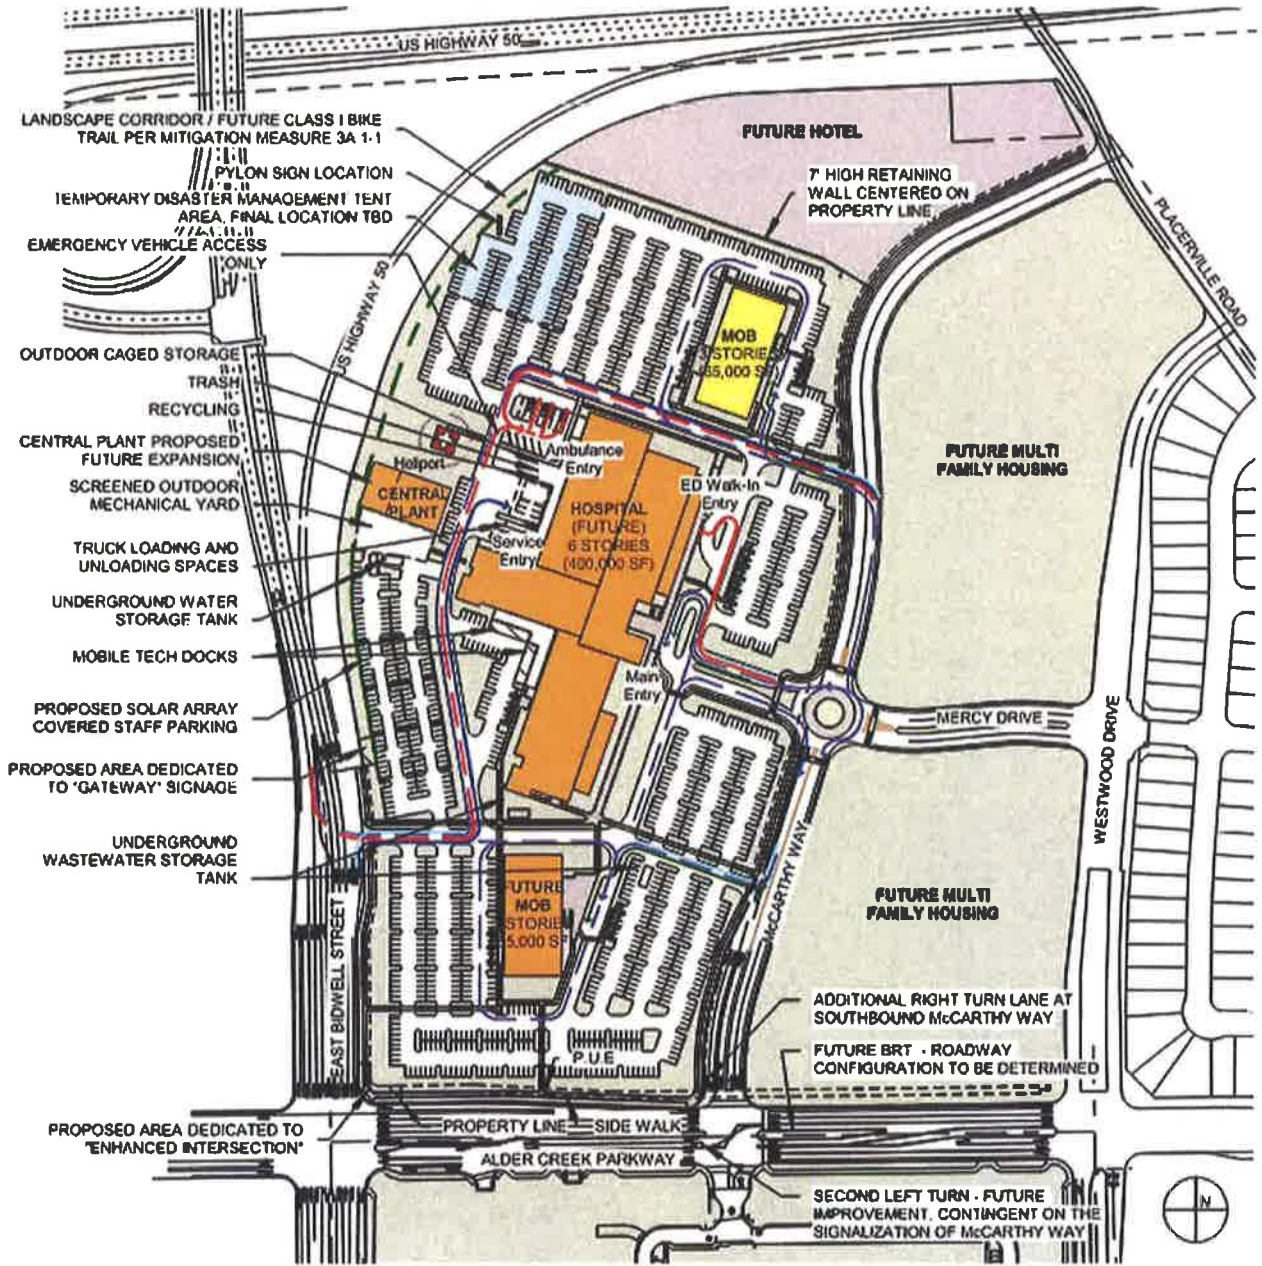 US HIGHWAY 50
LANDSCAPE CORRIDOR / FUTURE CLASS I BIKE
TRAIL PER MITIGATION MEASURE 3A 1-1
PYLON SIGN LOCATION
TEMPORARY DISASTER MANAGEMENT TENT
AREA, FINAL LOCATION TBD
EMERGENCY VEHICLE ACCESS
ONLY
US HIGHWAY 50
OUTDOOR CAGED STORAGE
TRASH
RECYCLING
CENTRAL PLANT PROPOSED
FUTURE EXPANSION
SCREENED OUTDOOR
MECHANICAL YARD
TRUCK LOADING AND
UNLOADING SPACES
UNDERGROUND WATER
STORAGE TANK
MOBILE TECH DOCKS
PROPOSED SOLAR ARRAY
COVERED STAFF PARKING
PROPOSED AREA DEDICATED
TO "GATEWAY" SIGNAGE
UNDERGROUND
WASTEWATER STORAGE
TANK
EAST BIDWELL STREET
PROPOSED AREA DEDICATED TO
"ENHANCED INTERSECTION"
FUTURE HOTEL
7' HIGH RETAINING
WALL CENTERED ON
PROPERTY LINE
PLACERVILLE ROAD
MOB
STORIE
65,000 SF)
Ambulance
Entry
Heliport
CENTRAL
PLANT
ED Walk-In
Entry
HOSPITAL
(FUTURE)
6 STORIES
(400,000 SF)
Service
Entry
Main
Entry
FUTURE MULTI
FAMILY HOUSING
MERCY DRIVE
WESTWOOD DRIVE
McCARTHY WAY
FUTURE MULTI
FAMILY HOUSING
FUTURE
MOB
STORIE
5,000 SF
ADDITIONAL RIGHT TURN LANE AT
SOUTHBOUND McCARTHY WAY
FUTURE BRT - ROADWAY
CONFIGURATION TO BE DETERMINED
P.U.E
PROPERTY LINE
SIDE WALK
ALDER CREEK PARKWAY
SECOND LEFT TURN - FUTURE
IMPROVEMENT, CONTINGENT ON THE
SIGNALIZATION OF McCARTHY WAY
N